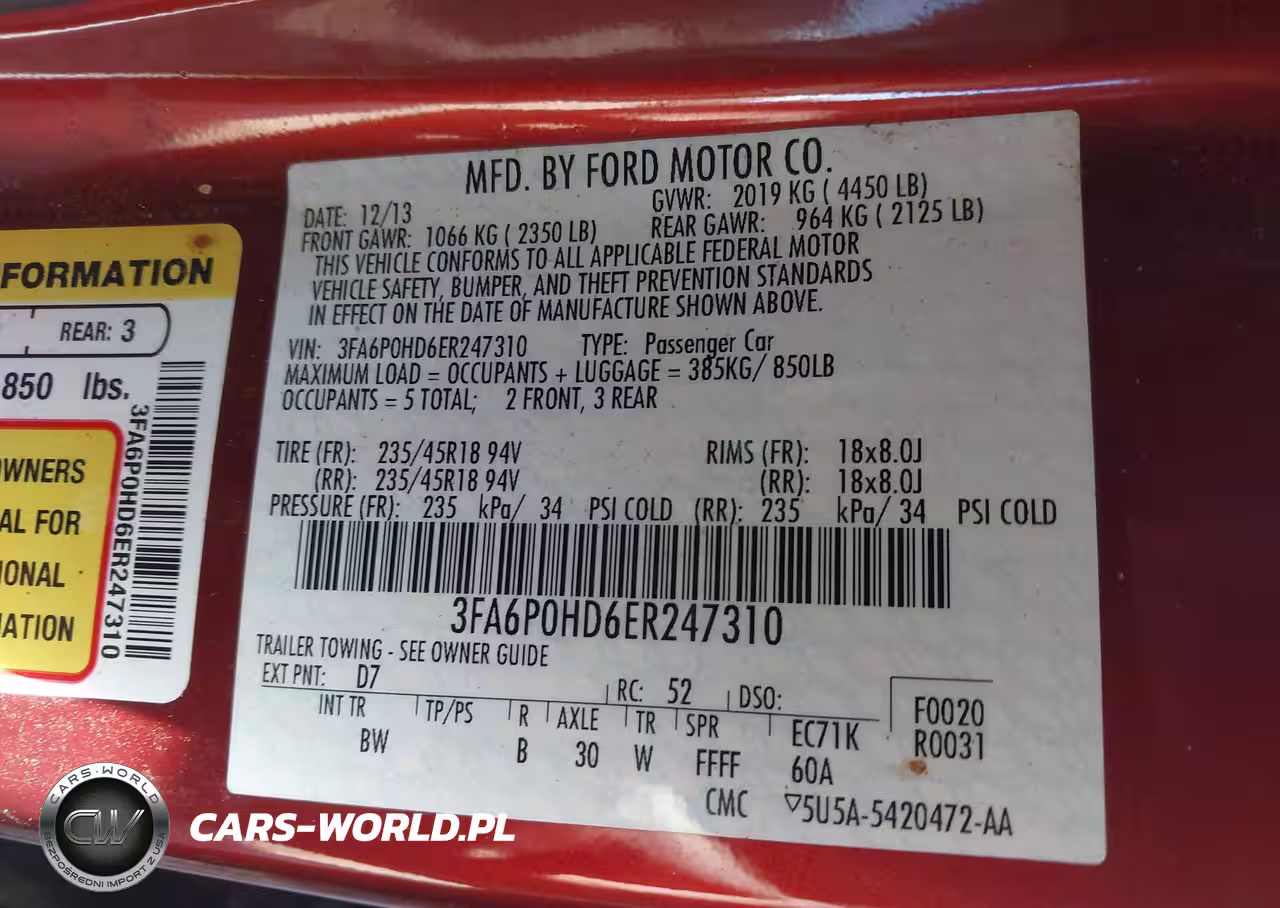 MFD. BY FORD MOTOR CO.
DATE: 12/13 GVWR: 2019 KG ( 4450 LB)
FRONT GAWR: 1066 KG ( 2350 LB) REAR GAWR: 964 KG ( 2125 LB)
THIS VEHICLE CONFORMS TO ALL APPLICABLE FEDERAL MOTOR
VEHICLE SAFETY, BUMPER, AND THEFT PREVENTION STANDARDS
IN EFFECT ON THE DATE OF MANUFACTURE SHOWN ABOVE.
VIN: 3FA6P0HD6ER247310 TYPE: Passenger Car
MAXIMUM LOAD = OCCUPANTS + LUGGAGE = 385KG/ 850LB
OCCUPANTS = 5 TOTAL; 2 FRONT, 3 REAR
TIRE (FR): 235/45R18 94V RIMS (FR): 18x8.0J
(RR): 235/45R18 94V (RR): 18x8.0J
PRESSURE (FR): 235 kPa/ 34 PSI COLD (RR): 235 kPa/ 34 PSI COLD
3FA6P0HD6ER247310
TRAILER TOWING - SEE OWNER GUIDE
EXT PNT: D7 RC: 52 DSO:
INT TR TP/PS R AXLE TR SPR EC71K
BW B 30 W FFFF 60A
F0020
R0031
CMC ▽5U5A-5420472-AA
FORMATION
REAR: 3
850 lbs.
OWNERS
AL FOR
IONAL
MATION
3FA6P0HD6ER247310
CARS-WORLD
CW
BEZPOŚREDNI IMPORT Z USA
CARS-WORLD.PL